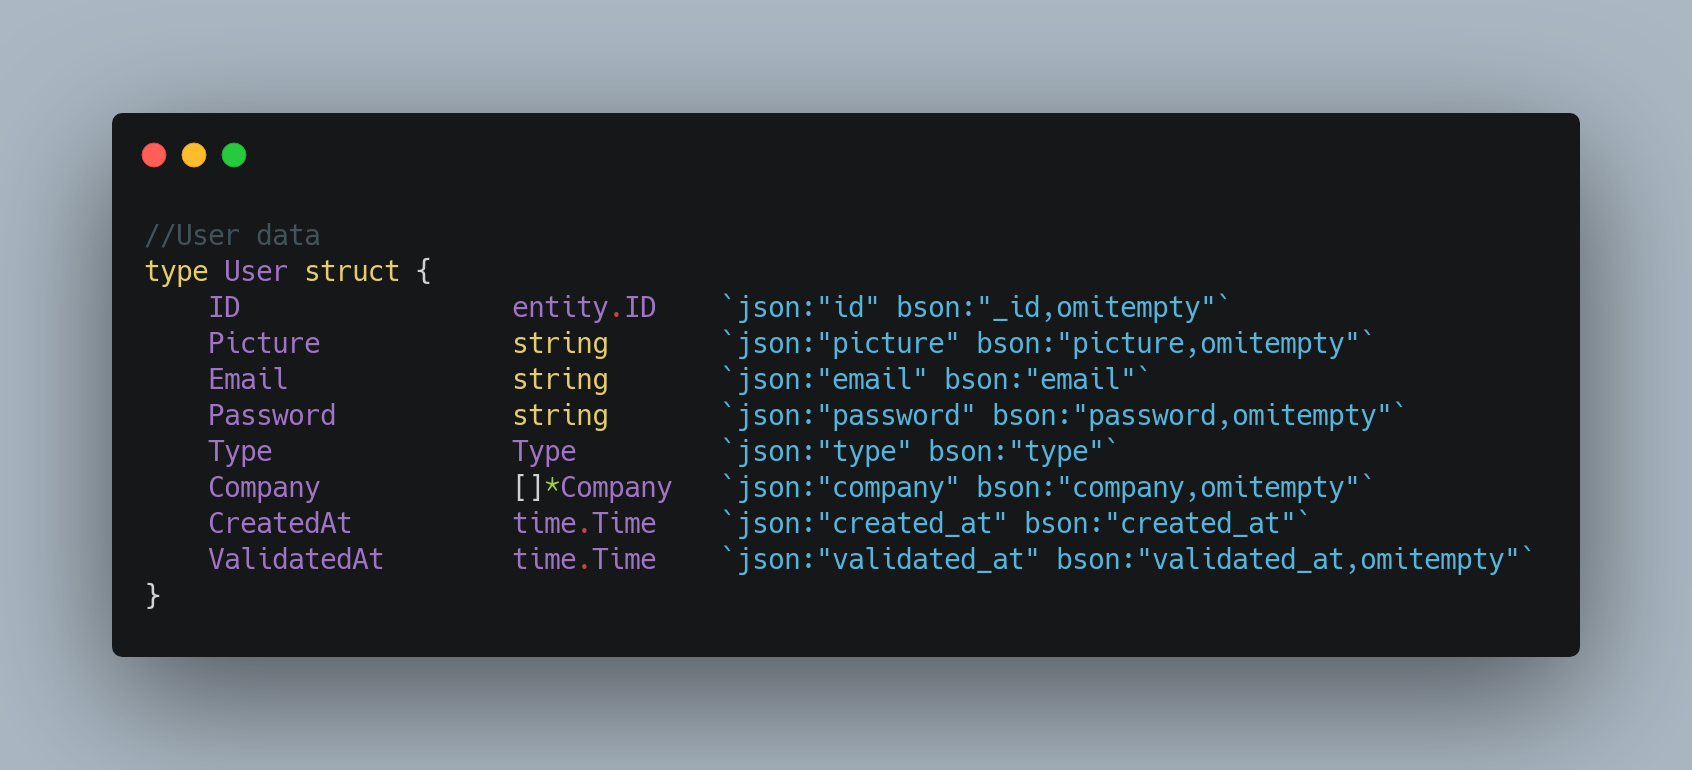 //User data
type User struct {
    ID                 entity.ID    `json:"id" bson:"_id,omitempty"`
    Picture            string       `json:"picture" bson:"picture,omitempty"`
    Email              string       `json:"email" bson:"email"`
    Password           string       `json:"password" bson:"password,omitempty"`
    Type               Type         `json:"type" bson:"type"`
    Company            []*Company   `json:"company" bson:"company,omitempty"`
    CreatedAt          time.Time    `json:"created_at" bson:"created_at"`
    ValidatedAt        time.Time    `json:"validated_at" bson:"validated_at,omitempty"`
}